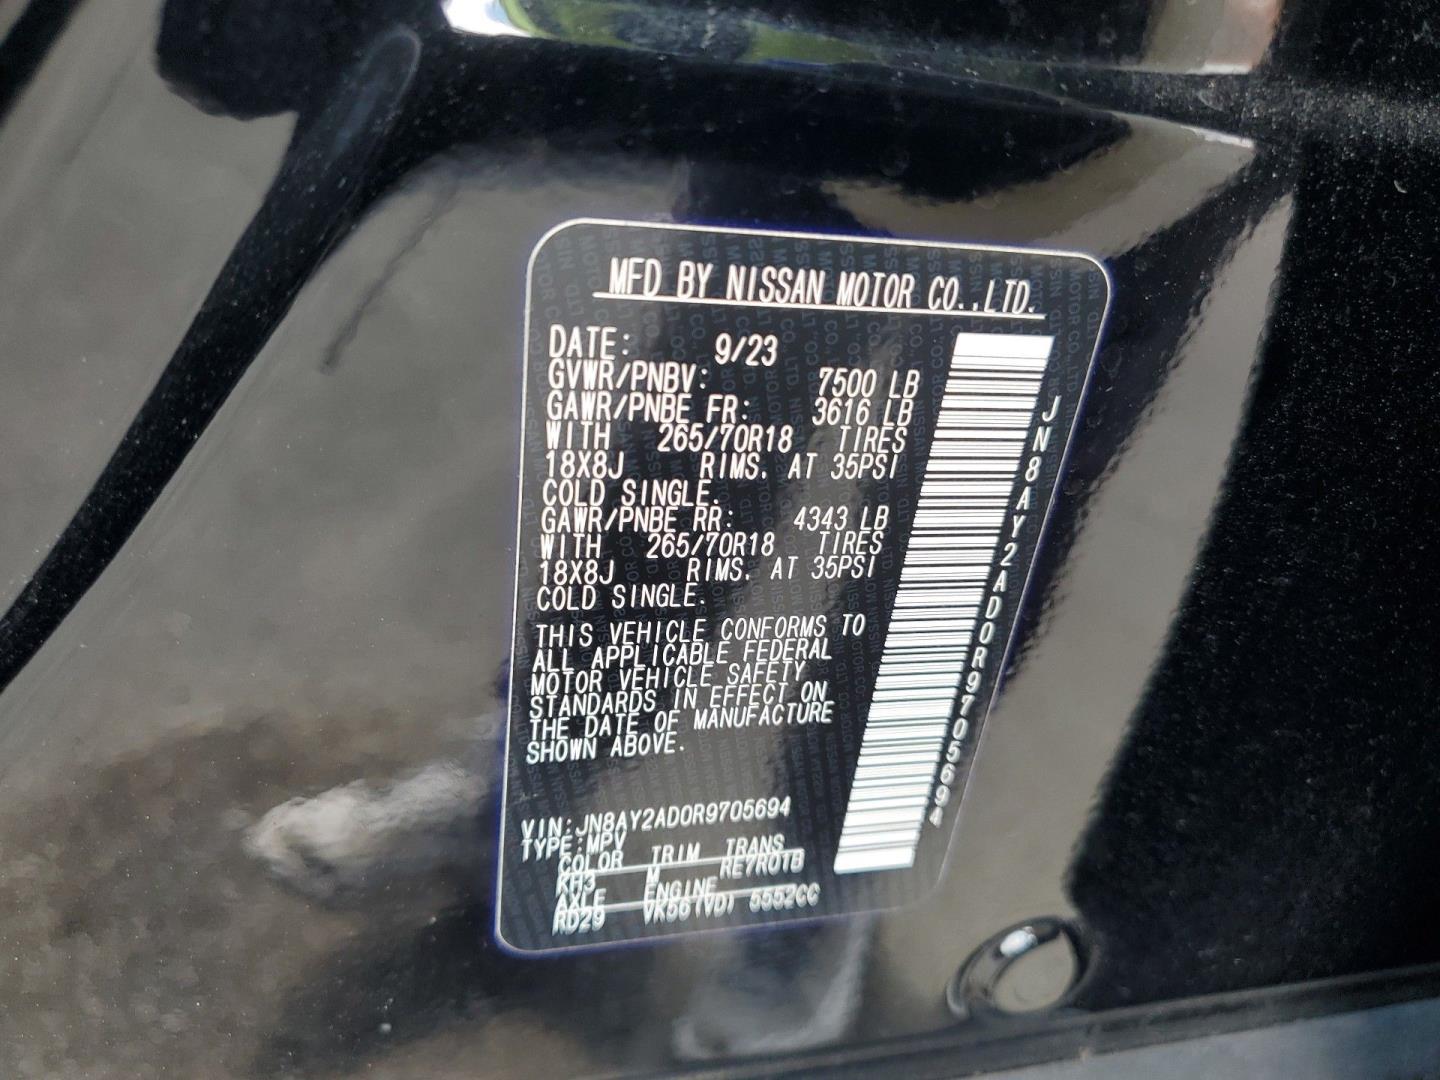 MFD BY NISSAN MOTOR CO.,LTD.
DATE: 9/23
GVWR/PNBV: 7500 LB
GAWR/PNBE FR: 3616 LB
WITH 265/70R18 TIRES
18X8J RIMS. AT 35PSI
COLD SINGLE.
GAWR/PNBE RR: 4343 LB
WITH 265/70R18 TIRES
18X8J RIMS. AT 35PSI
COLD SINGLE.
THIS VEHICLE CONFORMS TO
ALL APPLICABLE FEDERAL
MOTOR VEHICLE SAFETY
STANDARDS IN EFFECT ON
THE DATE OF MANUFACTURE
SHOWN ABOVE.
VIN:JN8AY2AD0R9705694
TYPE:MPV
COLOR TRIM TRANS
KH3 M RE7R01B
AXLE ENGINE
RD29 VK56(VD) 5552CC
JN8AY2AD0R9705694